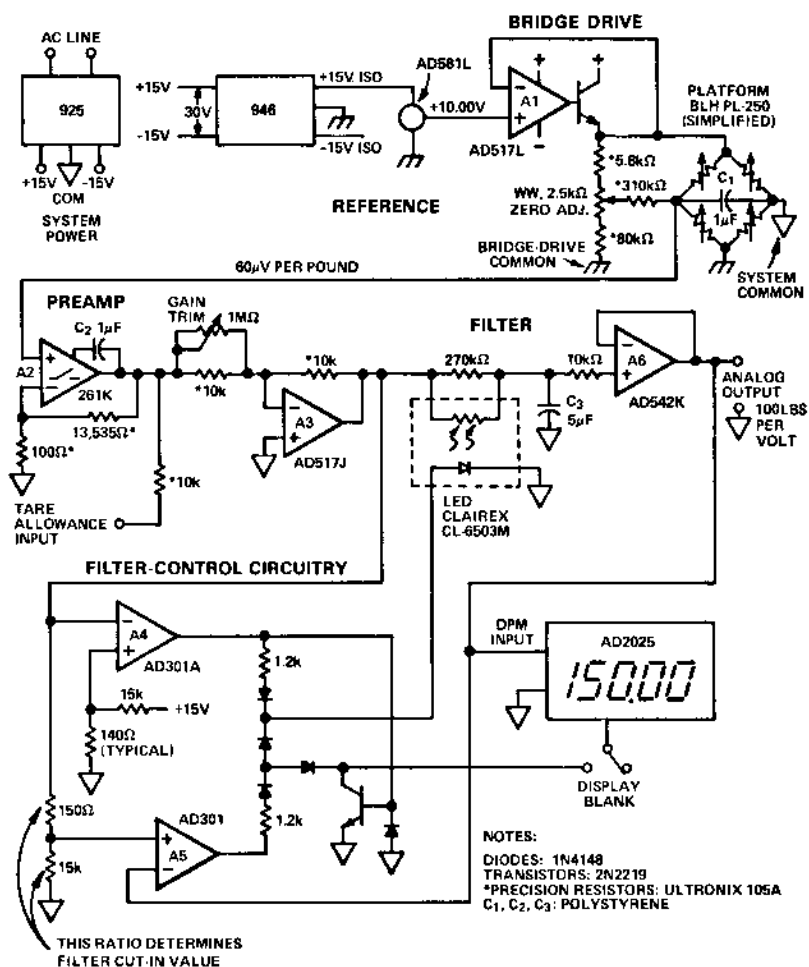 BRIDGE DRIVE
AC LINE
925
+15V
-15V
COM
SYSTEM
POWER
+15V
30V
-15V
946
+15V ISO
-15V ISO
AD581L
+10.00V
A1
AD517L
REFERENCE
*5.6kΩ
WW, 2.5kΩ
ZERO ADJ.
*310kΩ
*80kΩ
BRIDGE-DRIVE
COMMON
PLATFORM
BLH PL-250
(SIMPLIFIED)
C1
1µF
SYSTEM
COMMON
60µV PER POUND
PREAMP
C2 1µF
A2
261K
13,535Ω*
100Ω*
*10k
TARE
ALLOWANCE
INPUT
GAIN
TRIM
1MΩ
*10k
*10k
A3
AD517J
FILTER
270kΩ
10kΩ
C3
5µF
A6
AD542K
ANALOG
OUTPUT
100LBS
PER
VOLT
LED
CLAIREX
CL-6503M
FILTER-CONTROL CIRCUITRY
A4
AD301A
15k
+15V
140Ω
(TYPICAL)
1.2k
150Ω
15k
A5
AD301
1.2k
DPM
INPUT
AD2025
150.00
DISPLAY
BLANK
NOTES:
DIODES: 1N4148
TRANSISTORS: 2N2219
*PRECISION RESISTORS: ULTRONIX 105A
C1, C2, C3: POLYSTYRENE
THIS RATIO DETERMINES
FILTER CUT-IN VALUE